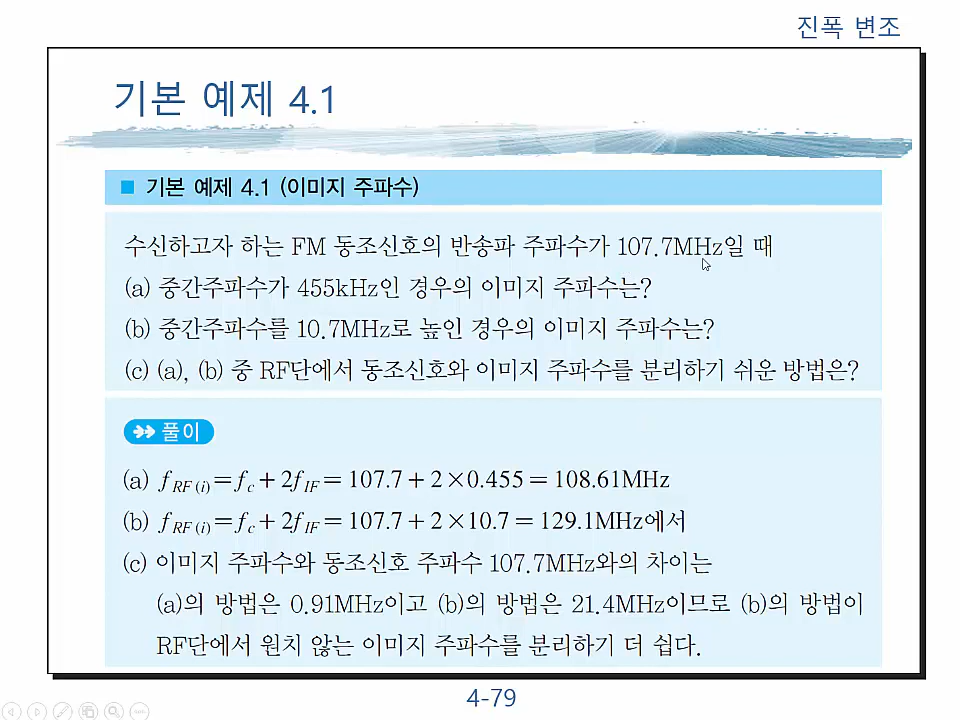 진폭 변조
기본 예제 4.1
■ 기본 예제 4.1 (이미지 주파수)
수신하고자 하는 FM 동조신호의 반송파 주파수가 107.7MHz일 때
(a) 중간주파수가 455kHz인 경우의 이미지 주파수는?
(b) 중간주파수를 10.7MHz로 높인 경우의 이미지 주파수는?
(c) (a), (b) 중 RF단에서 동조신호와 이미지 주파수를 분리하기 쉬운 방법은?
풀이
(a) f_RF(i) = f_c + 2f_IF = 107.7 + 2 × 0.455 = 108.61MHz
(b) f_RF(i) = f_c + 2f_IF = 107.7 + 2 × 10.7 = 129.1MHz에서
(c) 이미지 주파수와 동조신호 주파수 107.7MHz와의 차이는
(a)의 방법은 0.91MHz이고 (b)의 방법은 21.4MHz이므로 (b)의 방법이
RF단에서 원치 않는 이미지 주파수를 분리하기 더 쉽다.
4-79